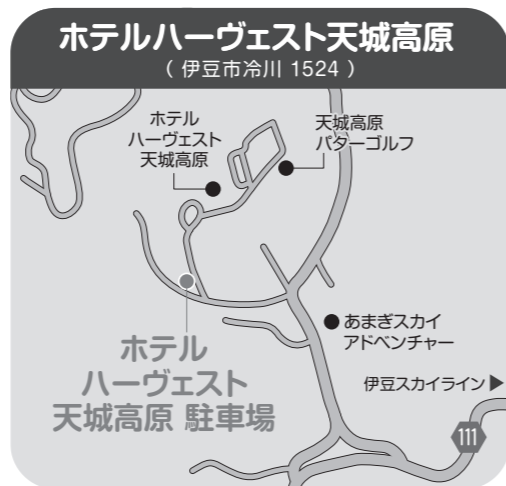 ホテルハーヴェスト天城高原
( 伊豆市冷川 1524 )
ホテル
ハーヴェスト
天城高原
天城高原
パターゴルフ
あまぎスカイ
アドベンチャー
ホテル
ハーヴェスト
天城高原 駐車場
伊豆スカイライン▶
111